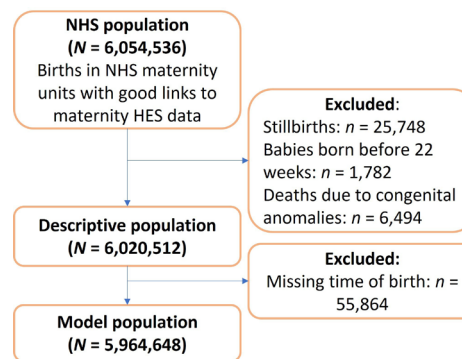 NHS population
(N = 6,054,536)
Births in NHS maternity
units with good links to
maternity HES data
Excluded:
Stillbirths: n = 25,748
Babies born before 22
weeks: n = 1,782
Deaths due to congenital
anomalies: n = 6,494
Descriptive population
(N = 6,020,512)
Excluded:
Missing time of birth: n =
55,864
Model population
(N = 5,964,648)